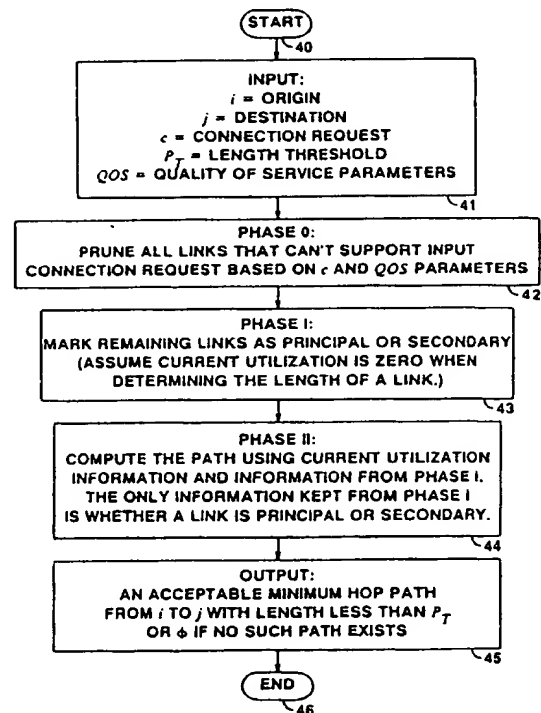 START
40
INPUT:
i = ORIGIN
j = DESTINATION
c = CONNECTION REQUEST
P_T = LENGTH THRESHOLD
QOS = QUALITY OF SERVICE PARAMETERS
41
PHASE 0:
PRUNE ALL LINKS THAT CAN'T SUPPORT INPUT
CONNECTION REQUEST BASED ON c AND QOS PARAMETERS
42
PHASE I:
MARK REMAINING LINKS AS PRINCIPAL OR SECONDARY
(ASSUME CURRENT UTILIZATION IS ZERO WHEN
DETERMINING THE LENGTH OF A LINK.)
43
PHASE II:
COMPUTE THE PATH USING CURRENT UTILIZATION
INFORMATION AND INFORMATION FROM PHASE I.
THE ONLY INFORMATION KEPT FROM PHASE I
IS WHETHER A LINK IS PRINCIPAL OR SECONDARY.
44
OUTPUT:
AN ACCEPTABLE MINIMUM HOP PATH
FROM i TO j WITH LENGTH LESS THAN P_T
OR ϕ IF NO SUCH PATH EXISTS
45
END
46